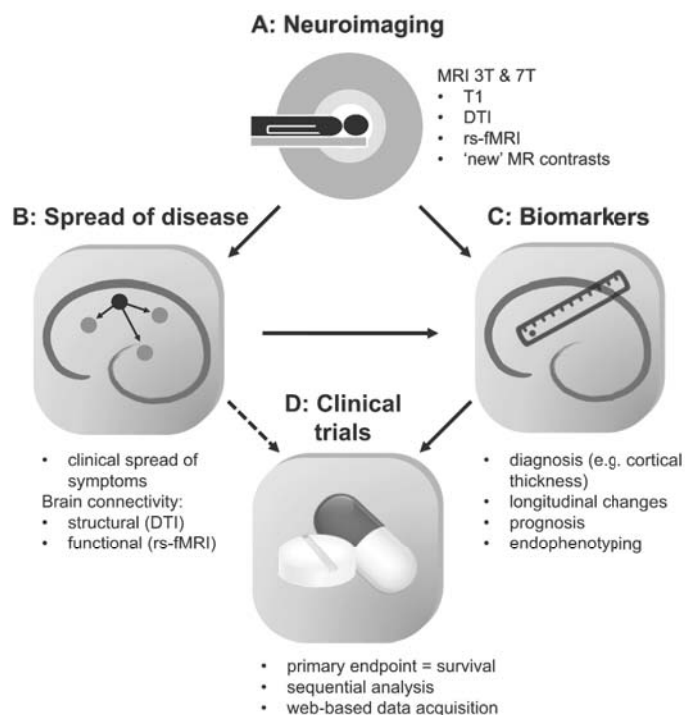 A: Neuroimaging
MRI 3T & 7T
• T1
• DTI
• rs-fMRI
• 'new' MR contrasts
B: Spread of disease
C: Biomarkers
D: Clinical
trials
• clinical spread of
symptoms
Brain connectivity:
• structural (DTI)
• functional (rs-fMRI)
• diagnosis (e.g. cortical
thickness)
• longitudinal changes
• prognosis
• endophenotyping
• primary endpoint = survival
• sequential analysis
• web-based data acquisition